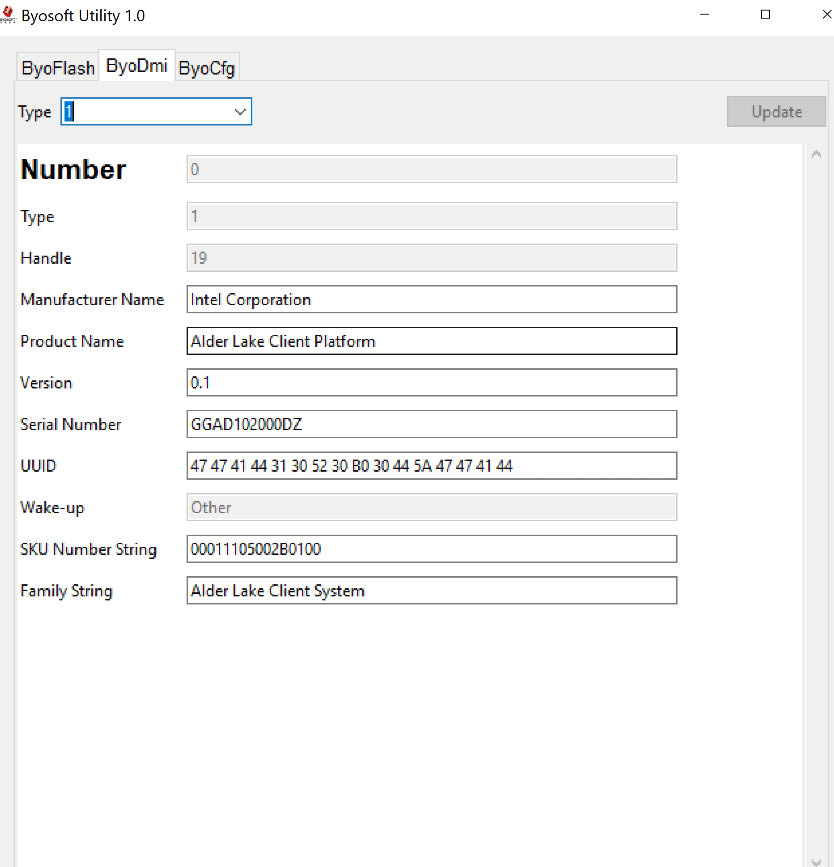 Byosoft Utility 1.0
ByoFlash ByoDmi ByoCfg
Type 1 Update
Number 0
Type 1
Handle 19
Manufacturer Name Intel Corporation
Product Name Alder Lake Client Platform
Version 0.1
Serial Number GGAD102000DZ
UUID 47 47 41 44 31 30 52 30 B0 30 44 5A 47 47 41 44
Wake-up Other
SKU Number String 00011105002B0100
Family String Alder Lake Client System